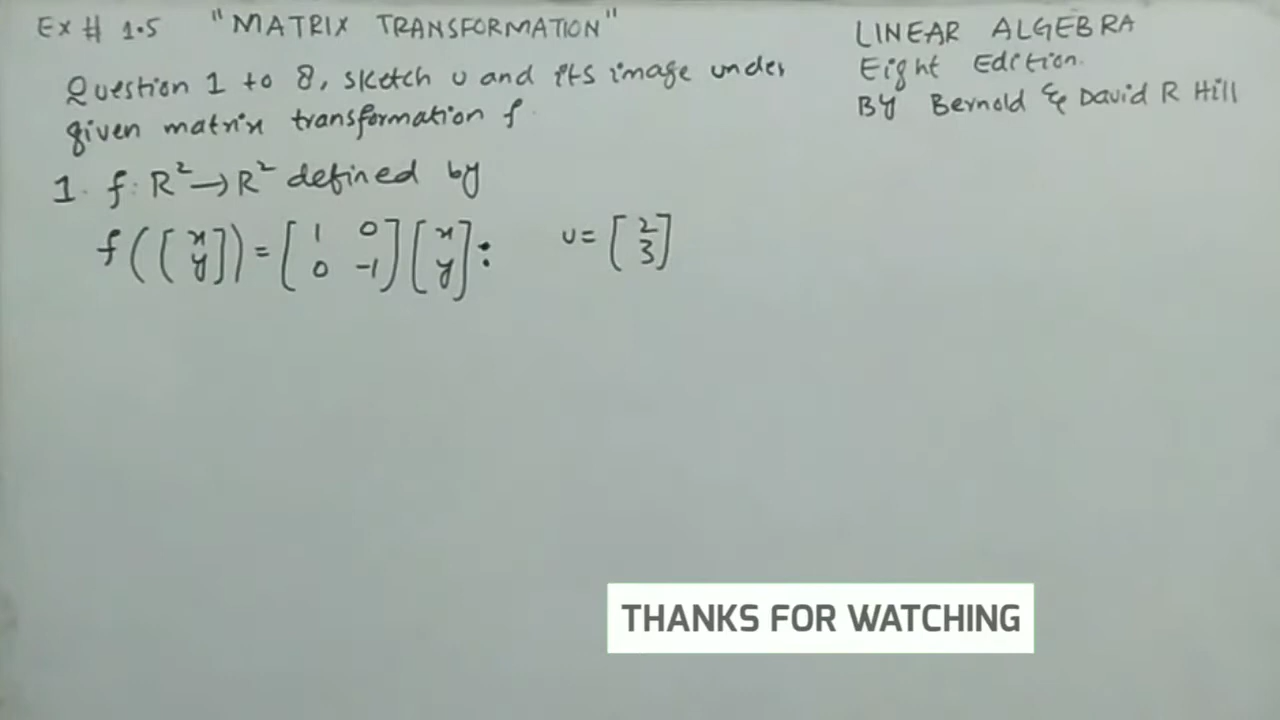 Ex # 1.5 "MATRIX TRANSFORMATION"
LINEAR ALGEBRA
Eight Edition.
By Bernold & David R Hill
Question 1 to 8, sketch u and its image under
given matrix transformation f.
1. f: R² → R² defined by
f([x y]) = [1 0 0 -1][x y]: u = [2 3]
THANKS FOR WATCHING